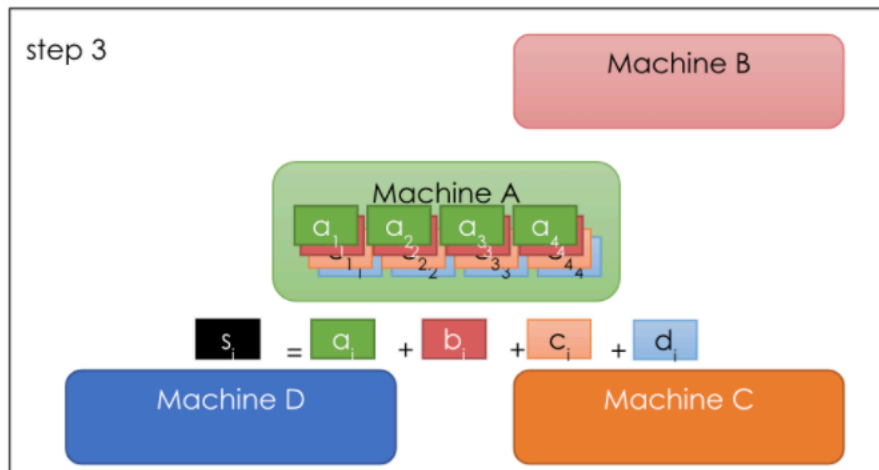 step 3
Machine B
Machine A
a₁ a₂ a₃ a₄
sᵢ = aᵢ + bᵢ + cᵢ + dᵢ
Machine D
Machine C